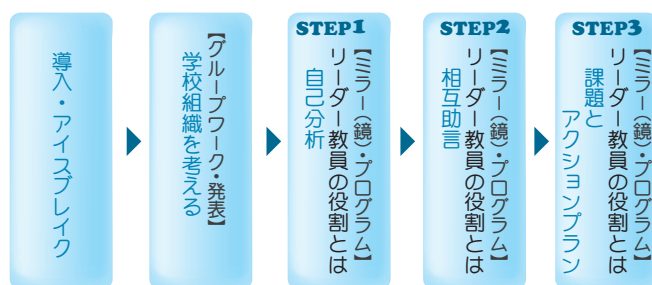 導入・アイスブレイク
【グループワーク・発表】
学校組織を考える
STEP1
【ミラー(鏡)・プログラム】
リーダー教員の役割とは
自己分析
STEP2
【ミラー(鏡)・プログラム】
リーダー教員の役割とは
相互助言
STEP3
【ミラー(鏡)・プログラム】
リーダー教員の役割とは
課題と
アクションプラン